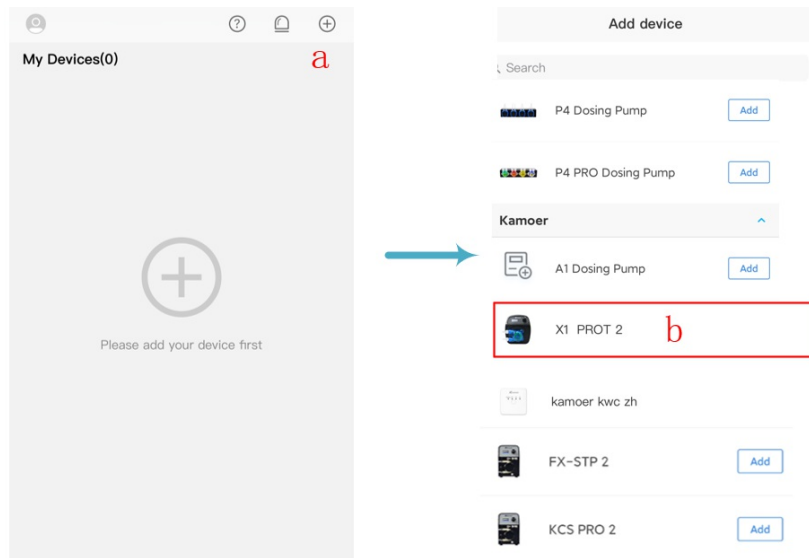 My Devices(0)
a
Please add your device first
Add device
Search
P4 Dosing Pump
Add
P4 PRO Dosing Pump
Add
Kamoer
A1 Dosing Pump
Add
X1 PROT 2
b
kamoer kwc zh
FX-STP 2
Add
KCS PRO 2
Add